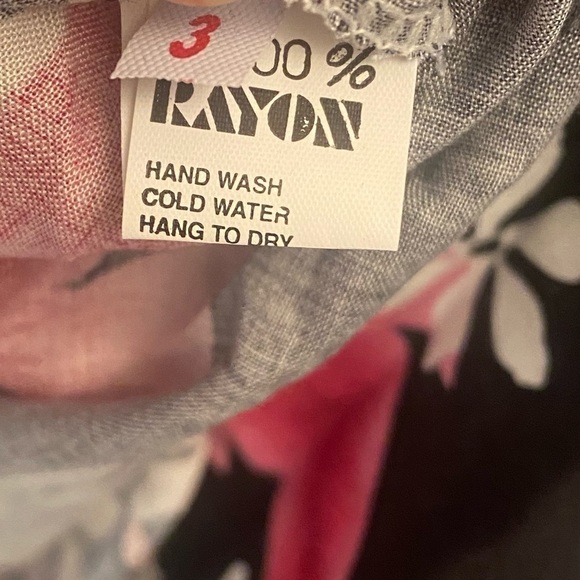 3
00 %
RAYON
HAND WASH
COLD WATER
HANG TO DRY